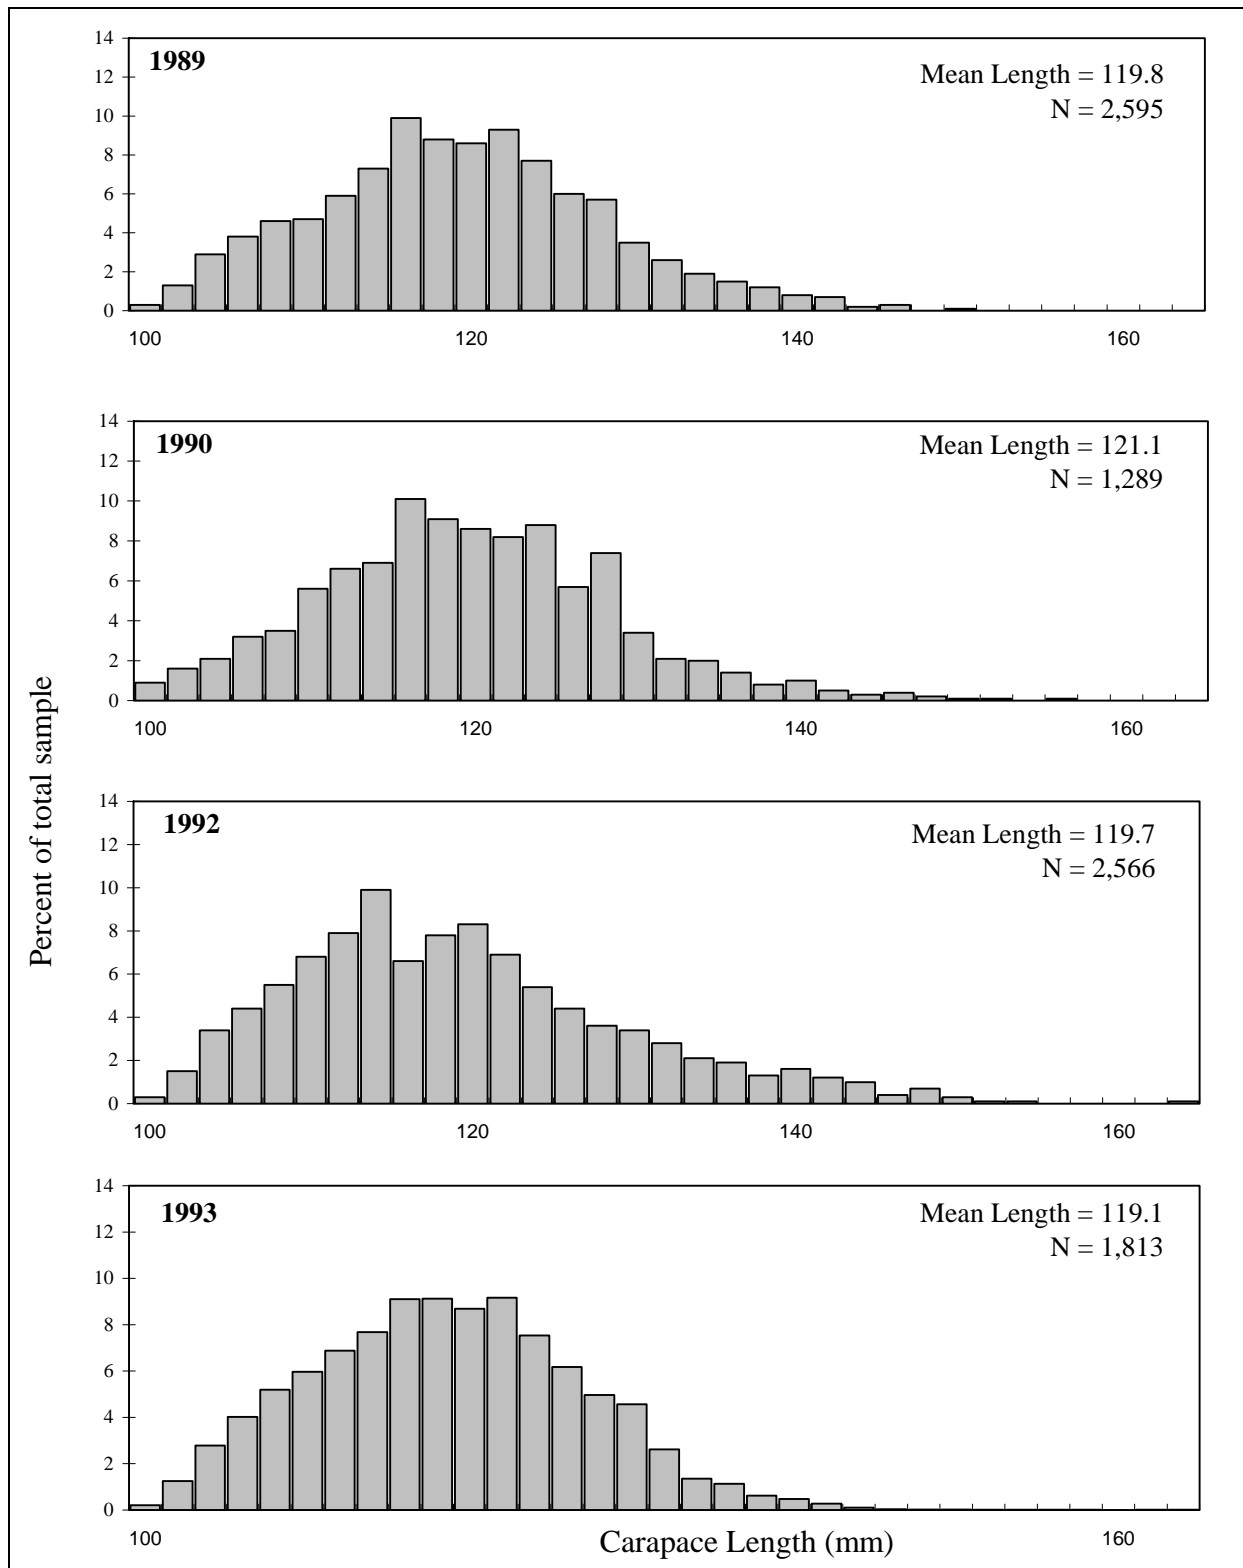 Percent of total sample
14
12
10
8
6
4
2
0
1989
Mean Length = 119.8
N = 2,595
100 120 140 160
14
12
10
8
6
4
2
0
1990
Mean Length = 121.1
N = 1,289
100 120 140 160
14
12
10
8
6
4
2
0
1992
Mean Length = 119.7
N = 2,566
100 120 140 160
14
12
10
8
6
4
2
0
1993
Mean Length = 119.1
N = 1,813
100 160
Carapace Length (mm)